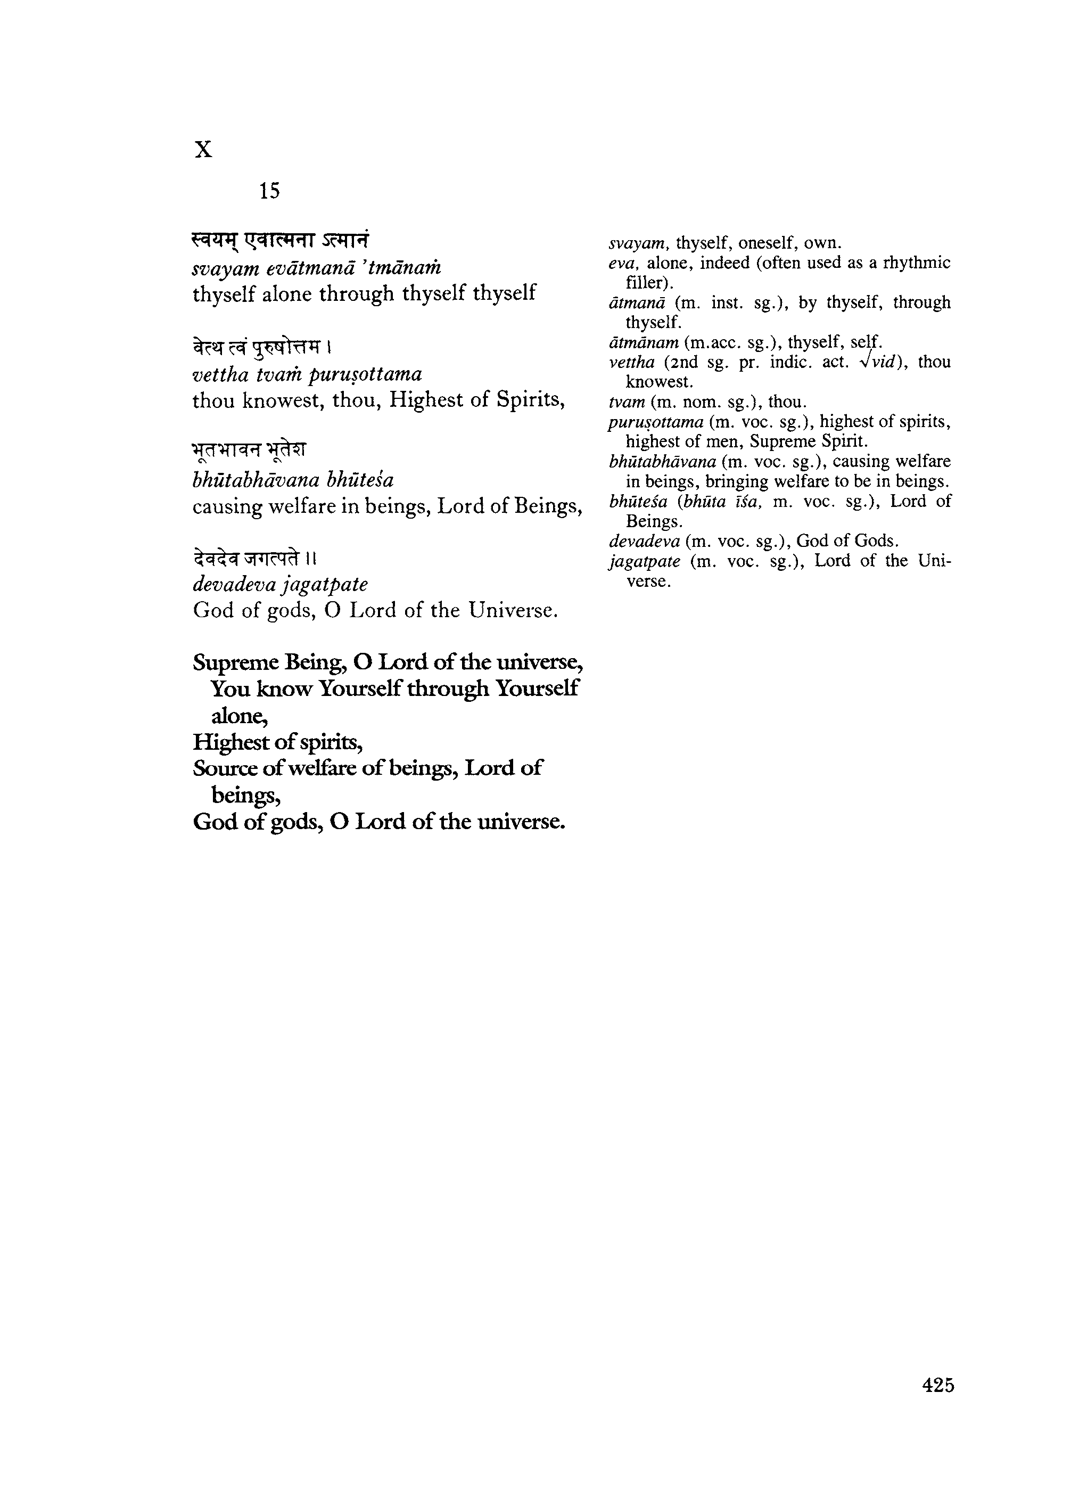 X
15
स्वयम् एवात्मना ऽत्मानं
svayam evātmanā 'tmānaṁ
thyself alone through thyself thyself
वेत्थ त्वं पुरुषोत्तम ।
vettha tvaṁ puruṣottama
thou knowest, thou, Highest of Spirits,
भूतभावन भूतेश
bhūtabhāvana bhūteśa
causing welfare in beings, Lord of Beings,
देवदेव जगत्पते ॥
devadeva jagatpate
God of gods, O Lord of the Universe.
Supreme Being, O Lord of the universe,
You know Yourself through Yourself
alone,
Highest of spirits,
Source of welfare of beings, Lord of
beings,
God of gods, O Lord of the universe.
svayam, thyself, oneself, own.
eva, alone, indeed (often used as a rhythmic
filler).
ātmanā (m. inst. sg.), by thyself, through
thyself.
ātmānam (m.acc. sg.), thyself, self.
vettha (2nd sg. pr. indic. act. √vid), thou
knowest.
tvam (m. nom. sg.), thou.
puruṣottama (m. voc. sg.), highest of spirits,
highest of men, Supreme Spirit.
bhūtabhāvana (m. voc. sg.), causing welfare
in beings, bringing welfare to be in beings.
bhūteśa (bhūta īśa, m. voc. sg.), Lord of
Beings.
devadeva (m. voc. sg.), God of Gods.
jagatpate (m. voc. sg.), Lord of the Uni-
verse.
425